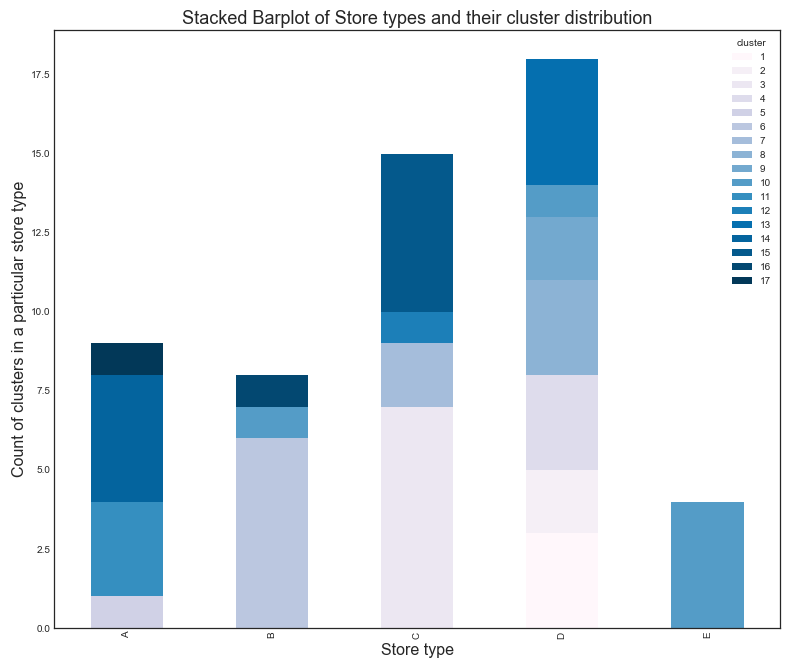 Stacked Barplot of Store types and their cluster distribution
cluster
1
2
3
4
5
6
7
8
9
10
11
12
13
14
15
16
17
17.5
15.0
12.5
10.0
7.5
5.0
2.5
0.0
Count of clusters in a particular store type
A
B
C
D
E
Store type